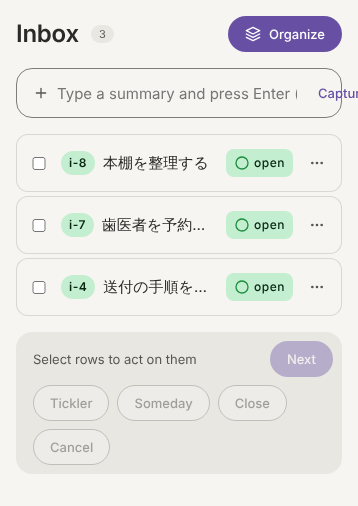 Inbox 3 Organize
+ Type a summary and press Enter ( Captur
i-8 本棚を整理する open ...
i-7 歯医者を予約... open ...
i-4 送付の手順を... open ...
Select rows to act on them Next
Tickler Someday Close
Cancel